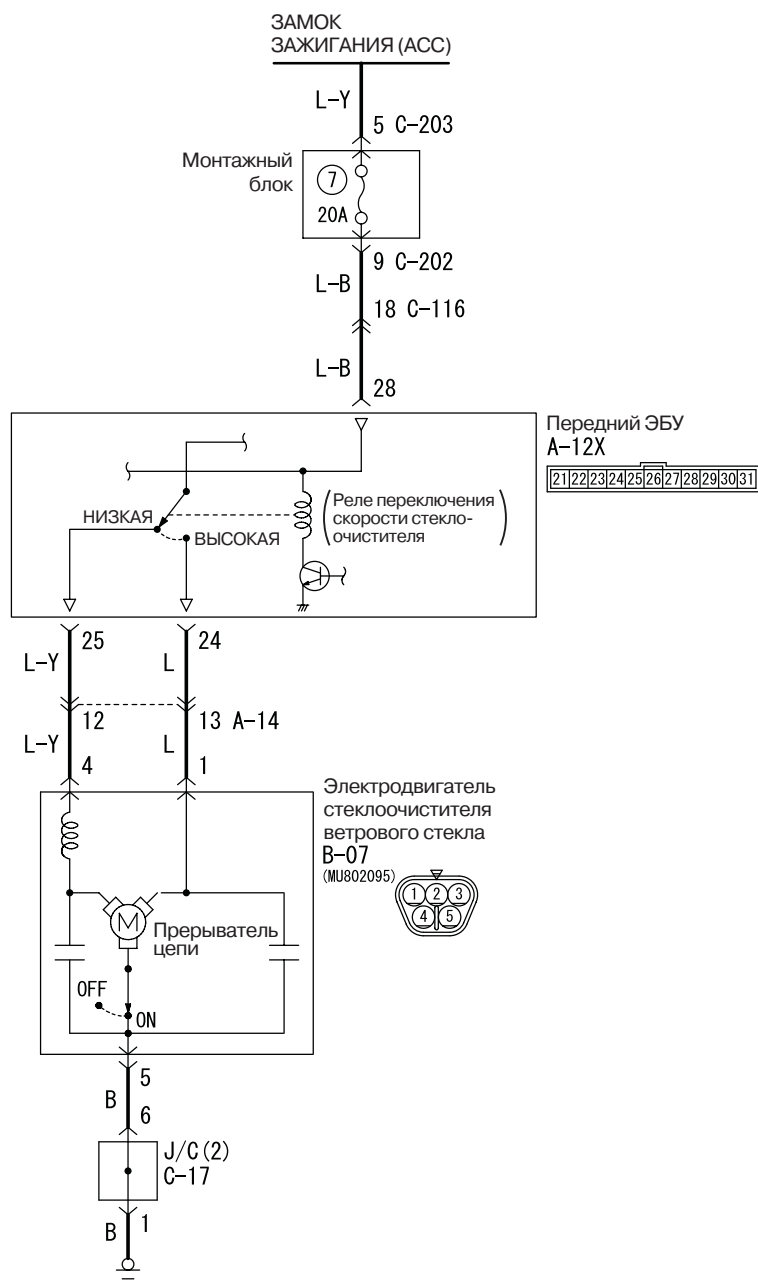 ЗАМОК
ЗАЖИГАНИЯ (ACC)
L-Y
5 C-203
Монтажный
блок
7
20A
9 C-202
L-B
18 C-116
L-B
28
Передний ЭБУ
A-12X
21 22 23 24 25 26 27 28 29 30 31
НИЗКАЯ
ВЫСОКАЯ
(Реле переключения
скорости стекло-
очистителя)
25
24
L-Y
L
12
13 A-14
L-Y
L
4
1
Электродвигатель
стеклоочистителя
ветрового стекла
B-07
(MU802095)
1 2 3
4 5
M
Прерыватель
цепи
OFF
ON
5
B
6
J/C (2)
C-17
B
1